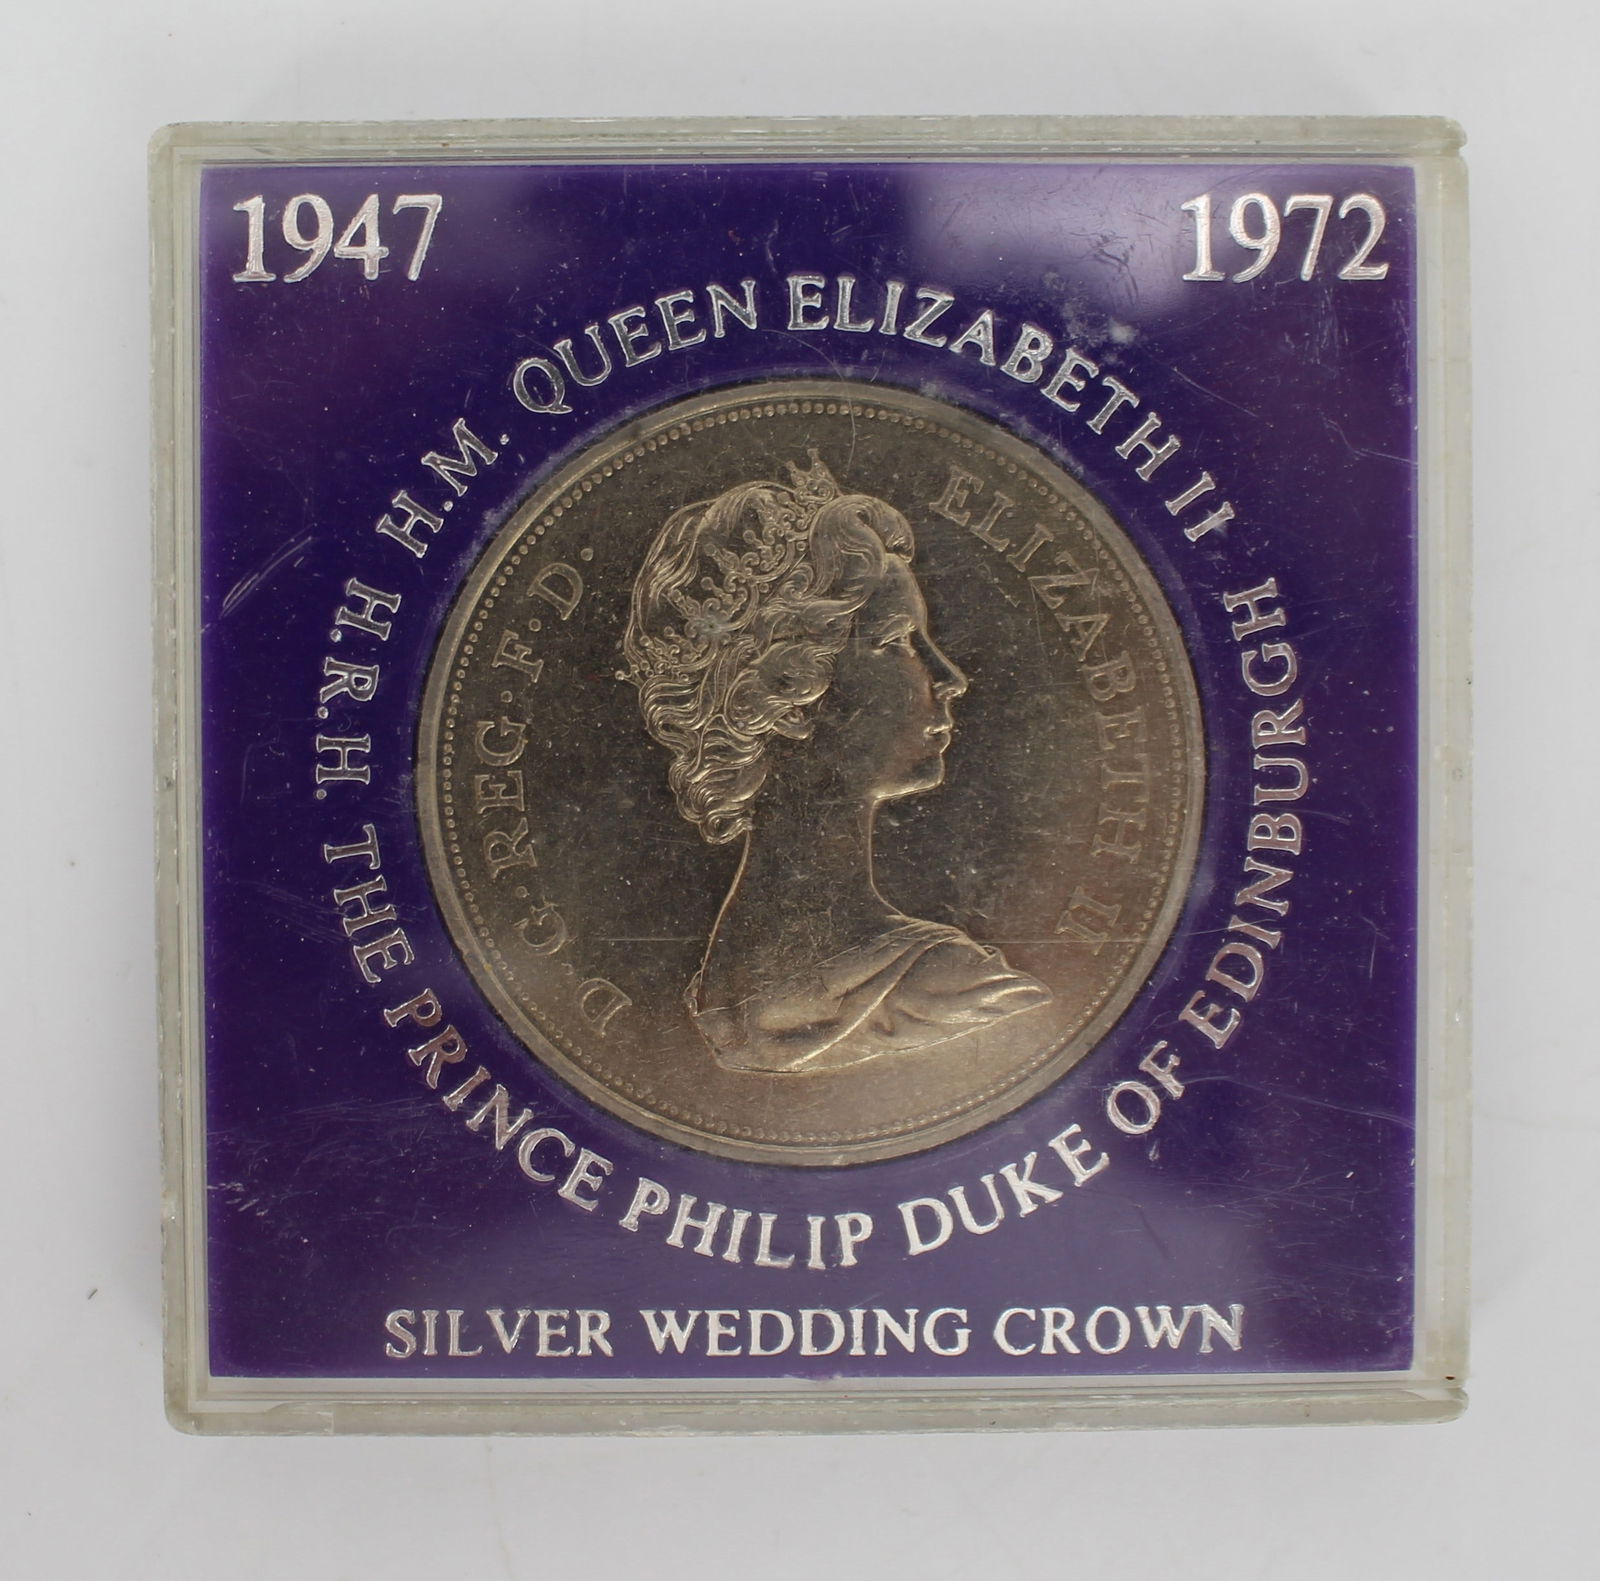 1947
1972
H.M. QUEEN ELIZABETH II
H.R.H. THE PRINCE PHILIP DUKE OF EDINBURGH
D·G·REG·F·D·
ELIZABETH II
SILVER WEDDING CROWN